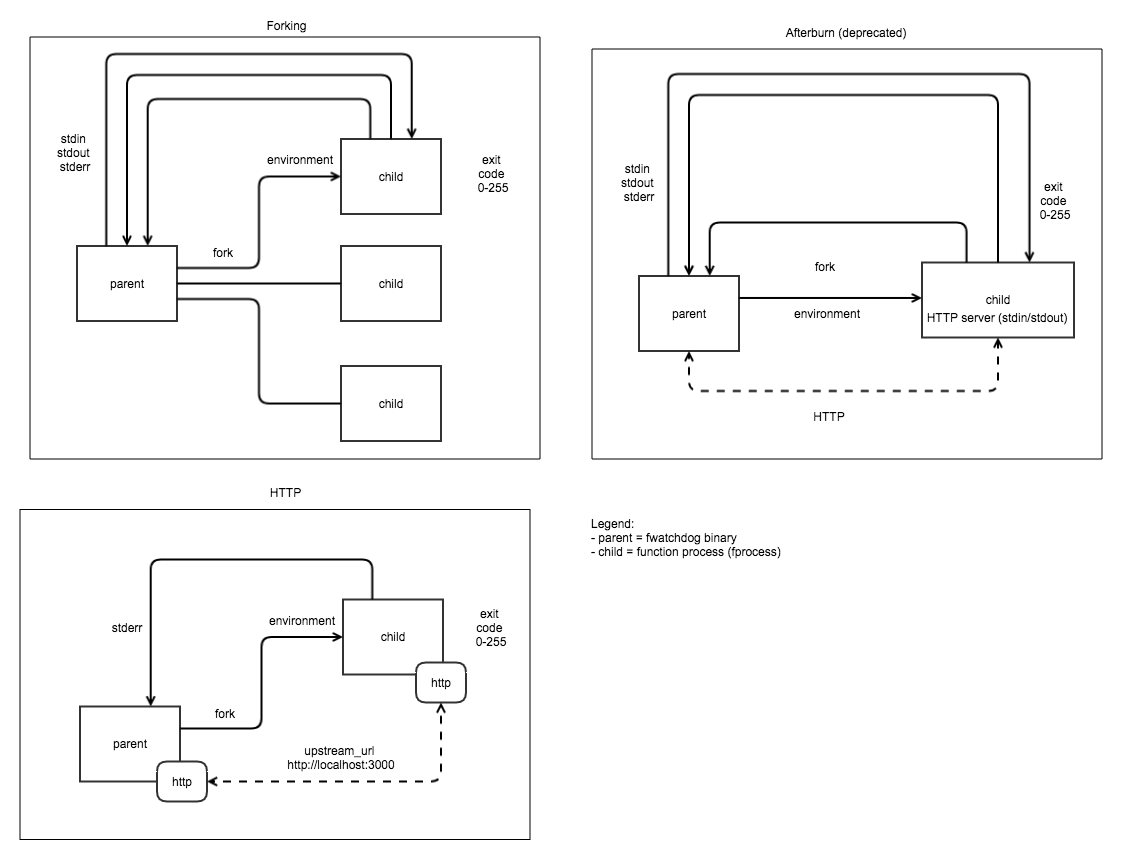 Forking
stdin
stdout
stderr
environment
child
exit
code
0-255
fork
parent
child
child
Afterburn (deprecated)
stdin
stdout
stderr
exit
code
0-255
fork
parent
environment
child
HTTP server (stdin/stdout)
HTTP
HTTP
stderr
environment
child
exit
code
0-255
http
fork
parent
upstream_url
http://localhost:3000
http
Legend:
- parent = fwatchdog binary
- child = function process (fprocess)